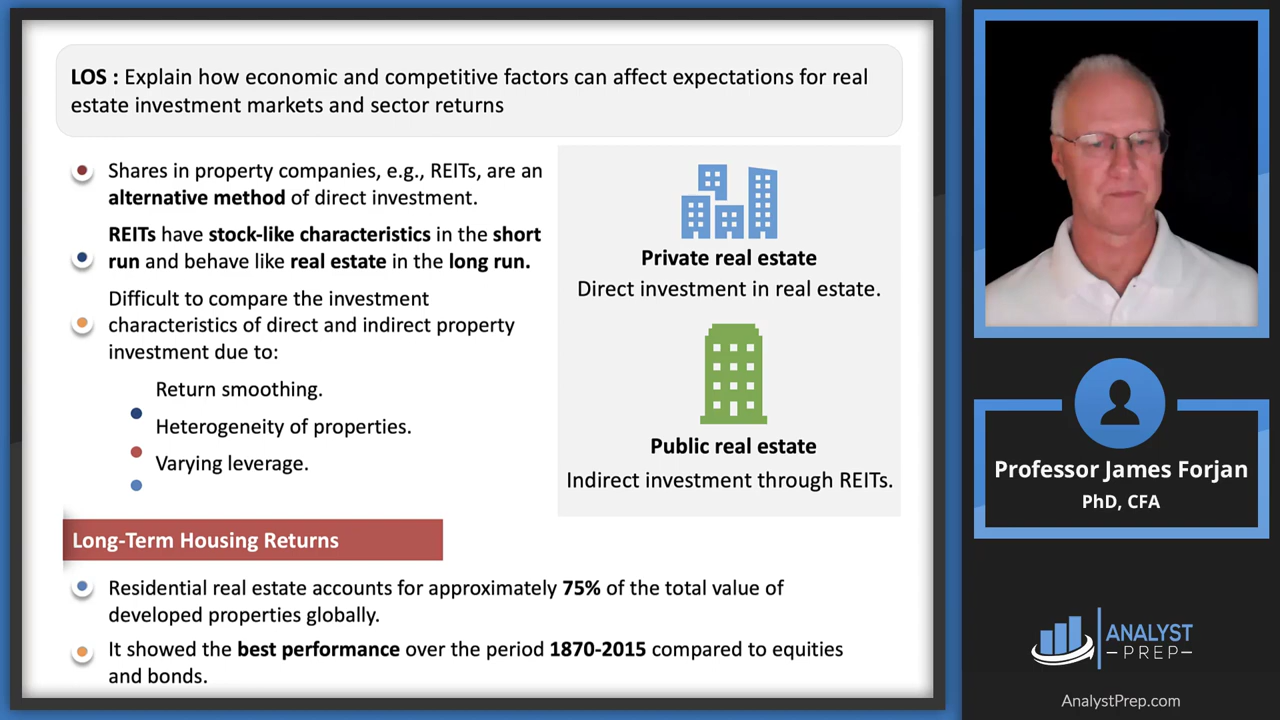 LOS : Explain how economic and competitive factors can affect expectations for real
estate investment markets and sector returns
Shares in property companies, e.g., REITs, are an
alternative method of direct investment.
REITs have stock-like characteristics in the short
run and behave like real estate in the long run.
Difficult to compare the investment
characteristics of direct and indirect property
investment due to:
Return smoothing.
Heterogeneity of properties.
Varying leverage.
Private real estate
Direct investment in real estate.
Public real estate
Indirect investment through REITs.
Long-Term Housing Returns
Residential real estate accounts for approximately 75% of the total value of
developed properties globally.
It showed the best performance over the period 1870-2015 compared to equities
and bonds.
Professor James Forjan
PhD, CFA
ANALYST
PREP
AnalystPrep.com